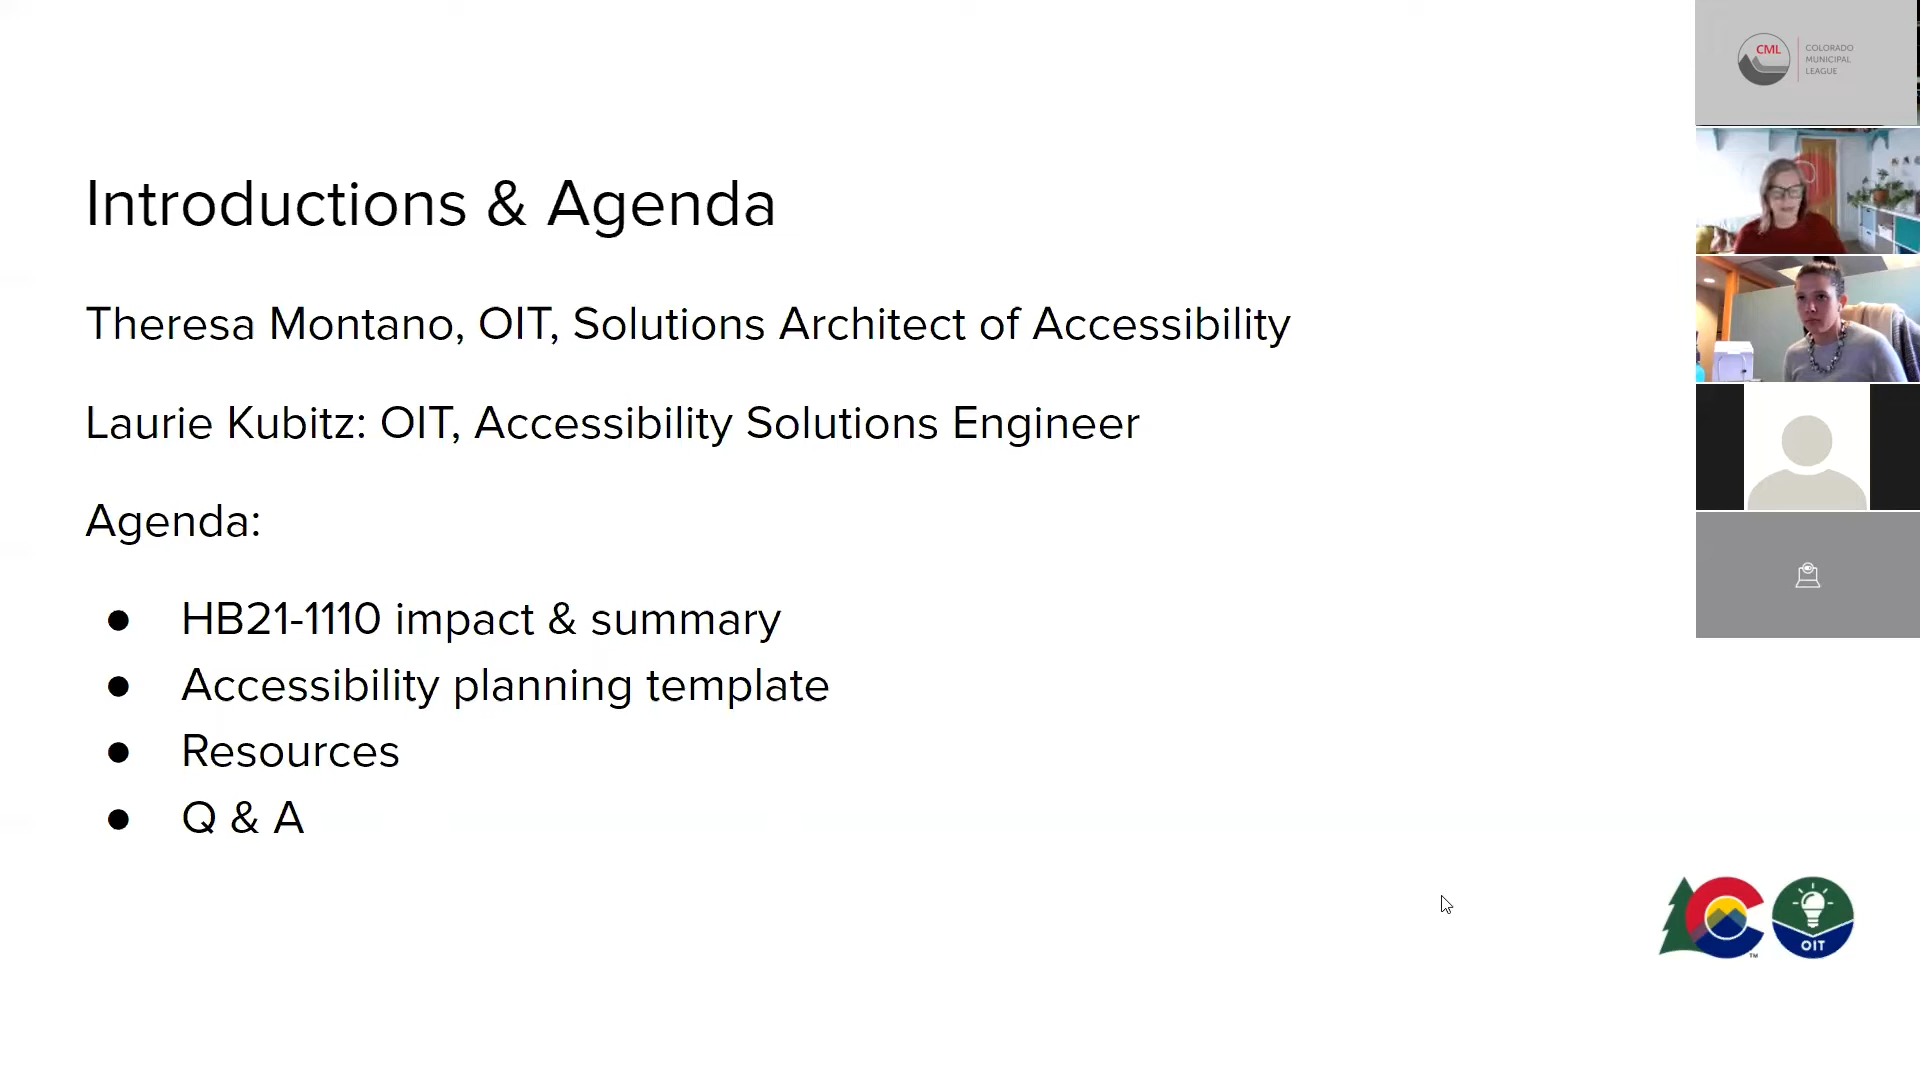 Introductions & Agenda
Theresa Montano, OIT, Solutions Architect of Accessibility
Laurie Kubitz: OIT, Accessibility Solutions Engineer
Agenda:
● HB21-1110 impact & summary
● Accessibility planning template
● Resources
● Q & A
CML
COLORADO
MUNICIPAL
LEAGUE
TM
OIT